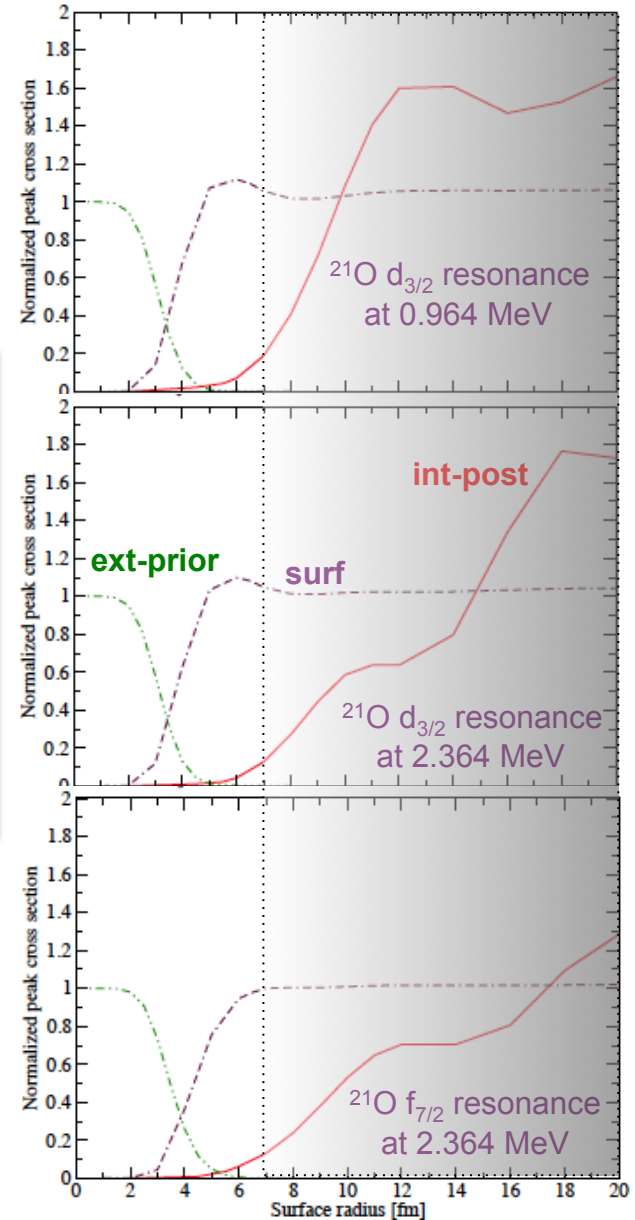 2
1.8
1.6
1.4
1.2
1
0.8
0.6
0.4
0.2
0
Normalized peak cross section
²¹O d₃/₂ resonance
at 0.964 MeV
2
1.8
1.6
1.4
1.2
1
0.8
0.6
0.4
0.2
0
Normalized peak cross section
int-post
ext-prior
surf
²¹O d₃/₂ resonance
at 2.364 MeV
2
1.8
1.6
1.4
1.2
1
0.8
0.6
0.4
0.2
0
Normalized peak cross section
²¹O f₇/₂ resonance
at 2.364 MeV
0 2 4 6 8 10 12 14 16 18 20
Surface radius [fm]